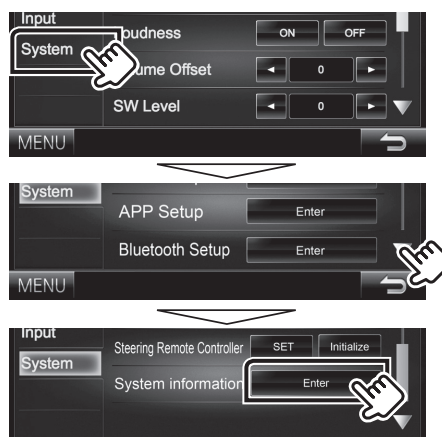 Input
System
oudness ON OFF
ume Offset 0
SW Level 0
MENU
System
APP Setup Enter
Bluetooth Setup Enter
MENU
Input
System
Steering Remote Controller SET Initialize
System information Enter